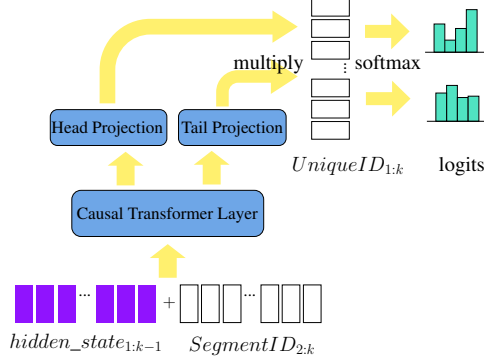 multiply
softmax
Head Projection
Tail Projection
UniqueID1:k
logits
Causal Transformer Layer
+
hidden_state1:k−1
SegmentID2:k